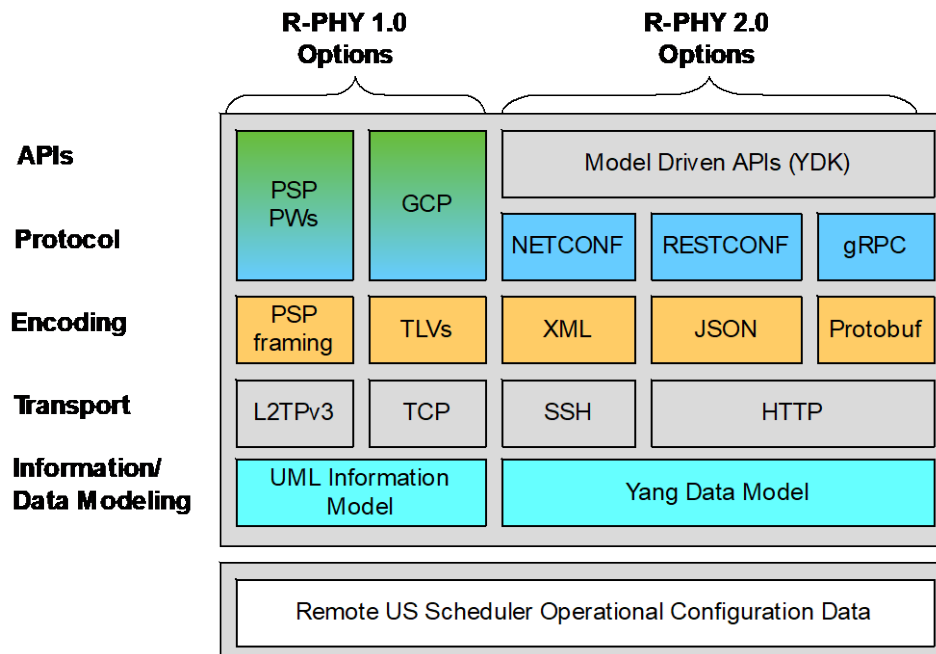 R-PHY 1.0
Options
R-PHY 2.0
Options
APIs
PSP
PWs
GCP
Model Driven APIs (YDK)
Protocol
NETCONF
RESTCONF
gRPC
Encoding
PSP
framing
TLVs
XML
JSON
Protobuf
Transport
L2TPv3
TCP
SSH
HTTP
Information/
Data Modeling
UML Information
Model
Yang Data Model
Remote US Scheduler Operational Configuration Data